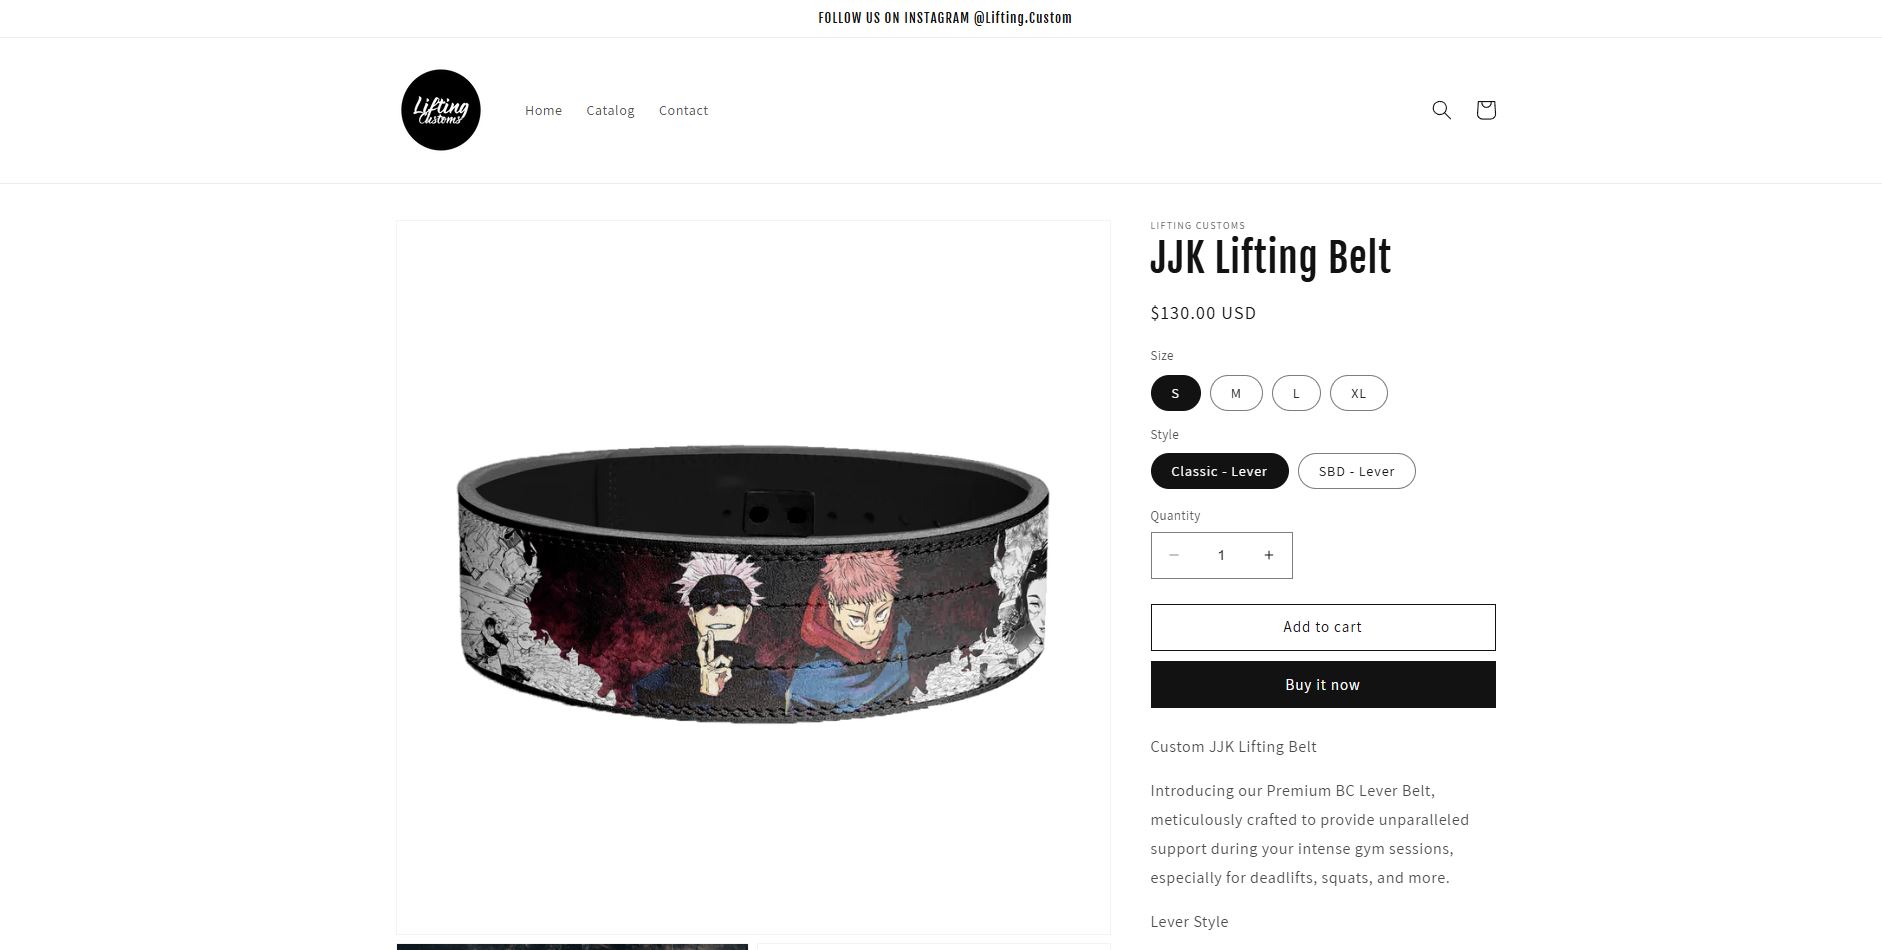 FOLLOW US ON INSTAGRAM @Lifting.Custom
Lifting
Customs
Home
Catalog
Contact
LIFTING CUSTOMS
JJK Lifting Belt
$130.00 USD
Size
S
M
L
XL
Style
Classic - Lever
SBD - Lever
Quantity
1
Add to cart
Buy it now
Custom JJK Lifting Belt
Introducing our Premium BC Lever Belt,
meticulously crafted to provide unparalleled
support during your intense gym sessions,
especially for deadlifts, squats, and more.
Lever Style